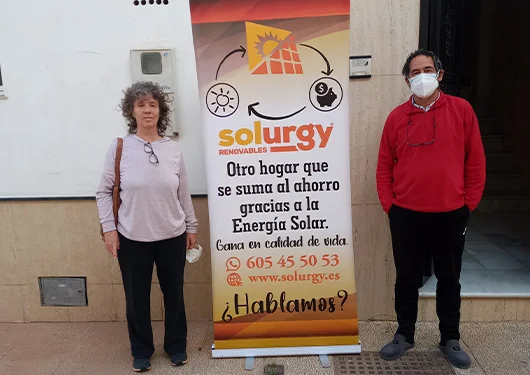 $
solurgy
RENOVABLES
Otro hogar que
se suma al ahorro
gracias a la
Energía Solar.
Gana en calidad de vida.
605 45 50 53
www.solurgy.es
¿Hablamos?